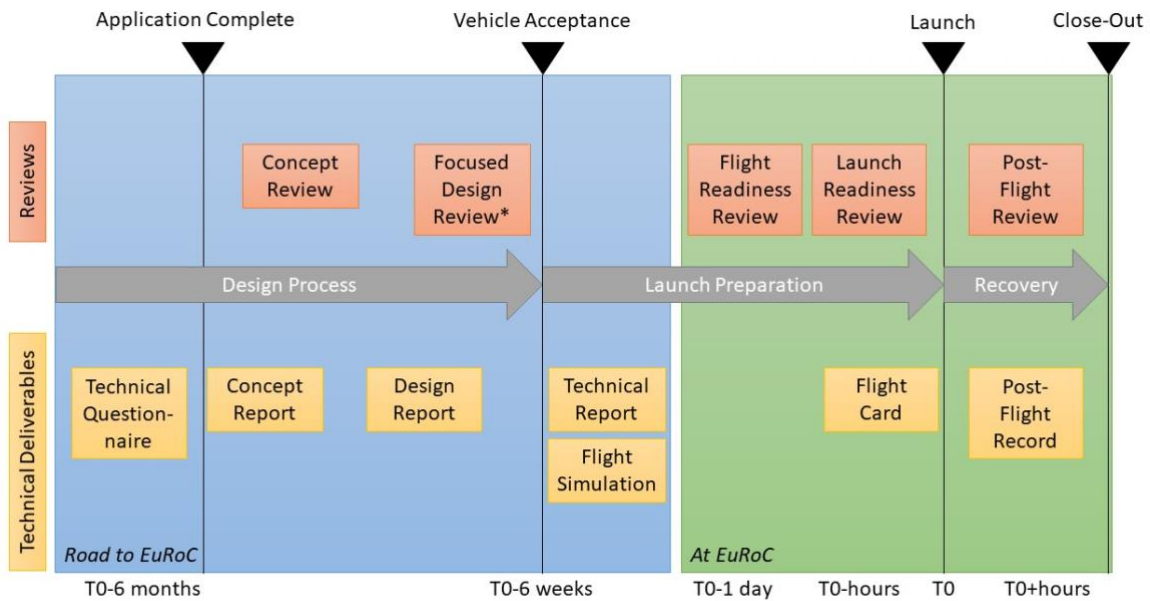 Application Complete
Vehicle Acceptance
Launch
Close-Out
Reviews
Concept
Review
Focused
Design
Review*
Flight
Readiness
Review
Launch
Readiness
Review
Post-
Flight
Review
Design Process
Launch Preparation
Recovery
Technical Deliverables
Technical
Question-
naire
Concept
Report
Design
Report
Technical
Report
Flight
Simulation
Flight
Card
Post-
Flight
Record
Road to EuRoC
At EuRoC
T0-6 months
T0-6 weeks
T0-1 day
T0-hours
T0
T0+hours